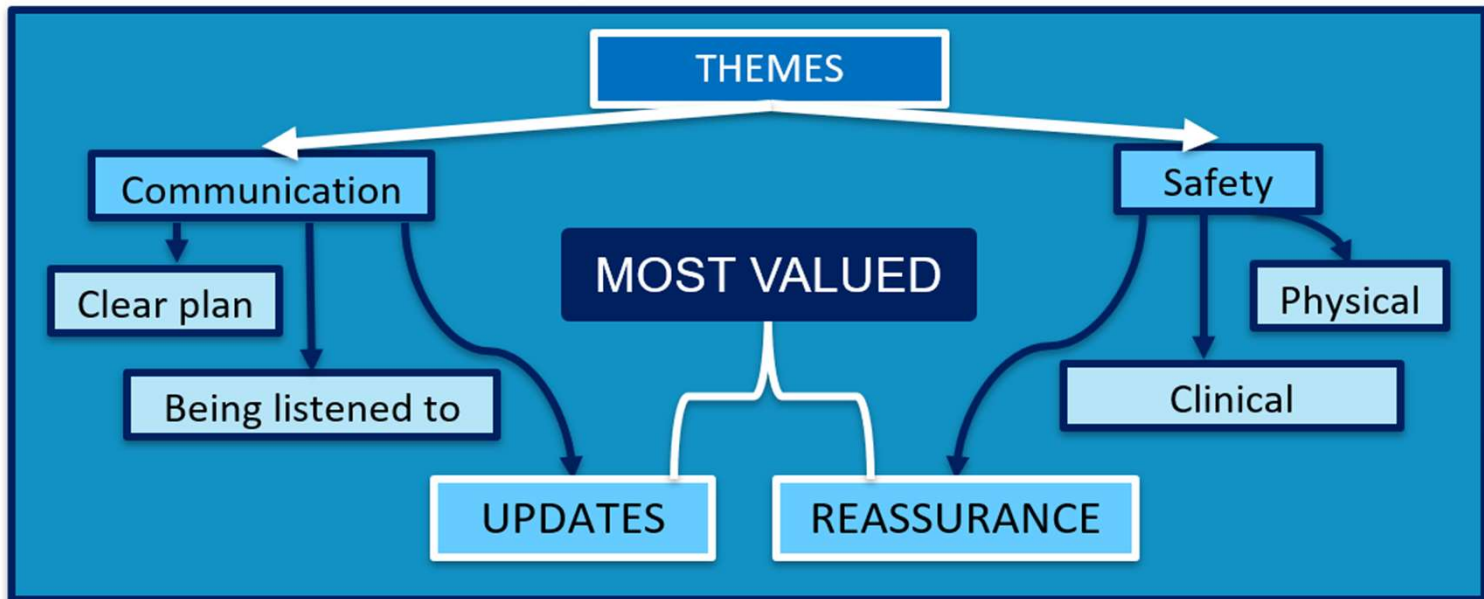 THEMES
Communication
Safety
MOST VALUED
Clear plan
Physical
Being listened to
Clinical
UPDATES
REASSURANCE